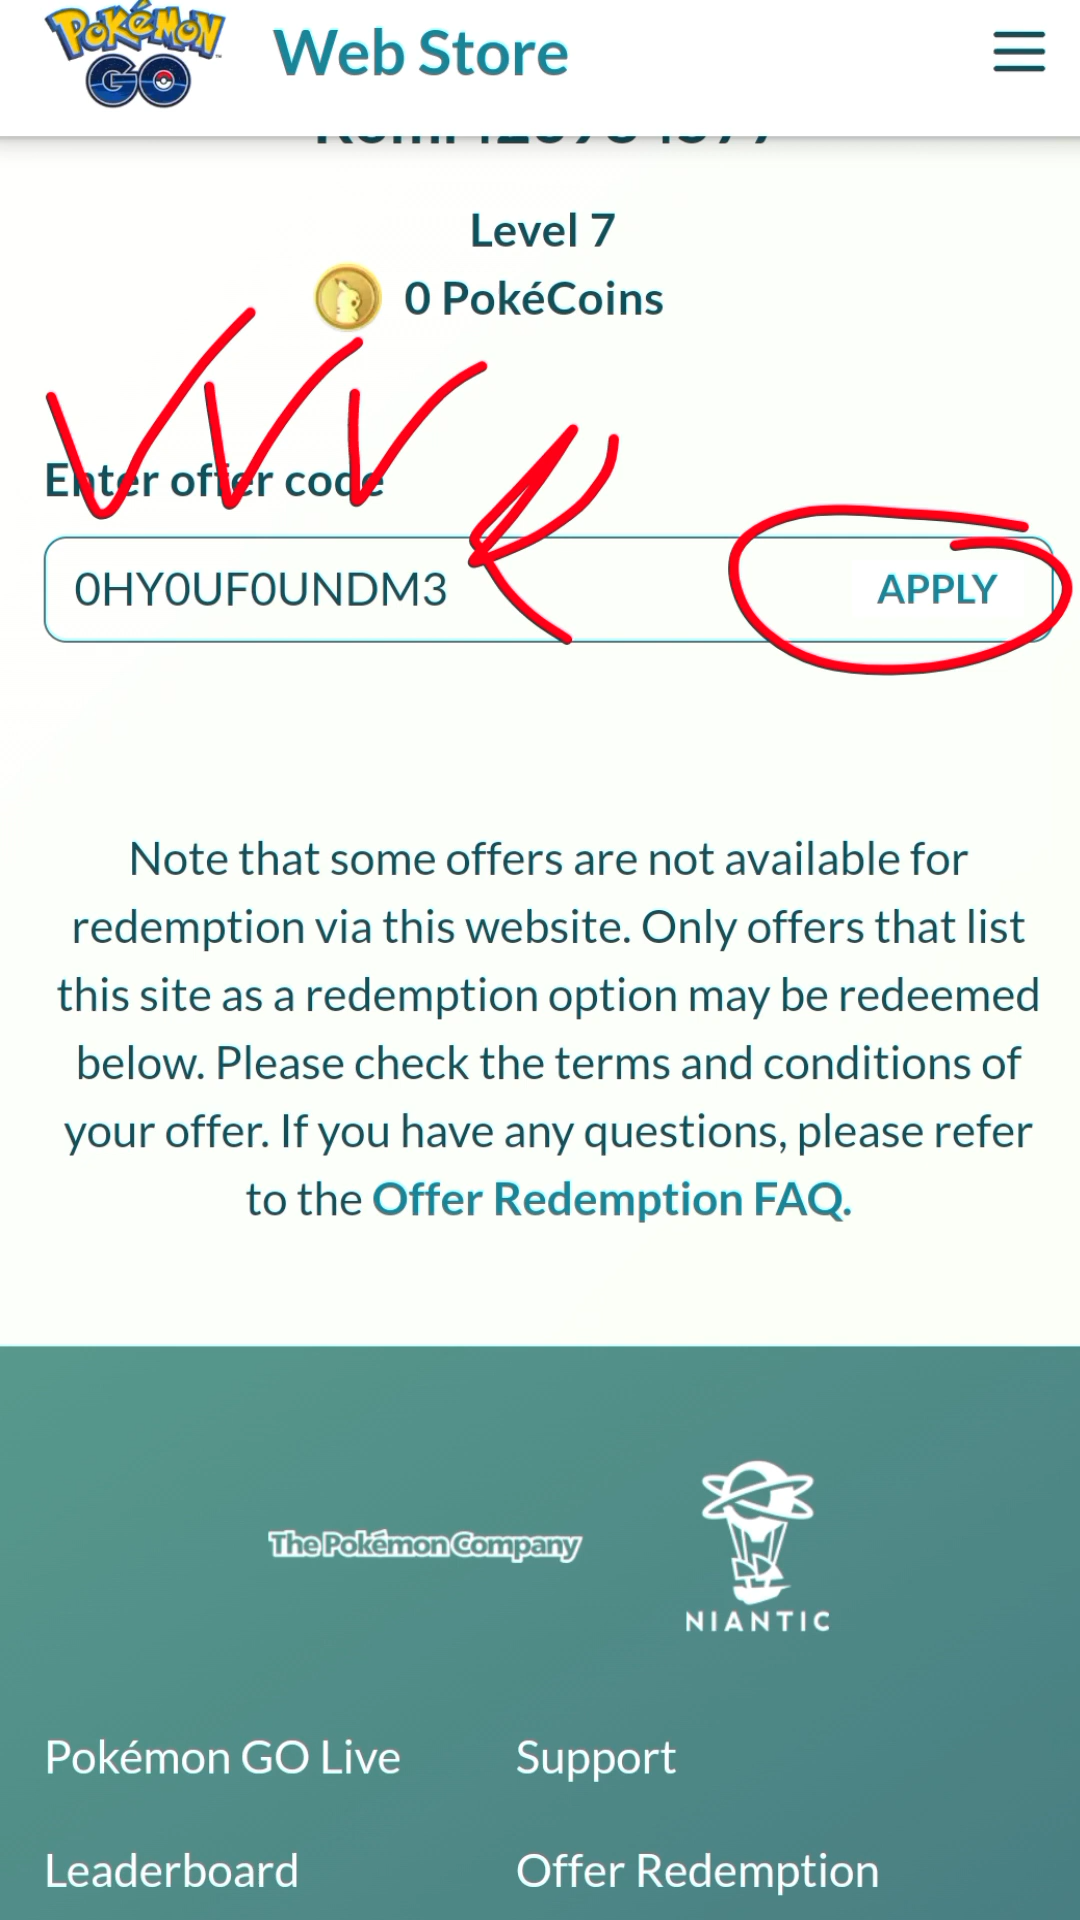 POKÉMON GO Web Store
Level 7
0 PokéCoins
Enter offer code
0HY0UF0UNDM3 APPLY
Note that some offers are not available for
redemption via this website. Only offers that list
this site as a redemption option may be redeemed
below. Please check the terms and conditions of
your offer. If you have any questions, please refer
to the Offer Redemption FAQ.
The Pokémon Company
NIANTIC
Pokémon GO Live Support
Leaderboard Offer Redemption